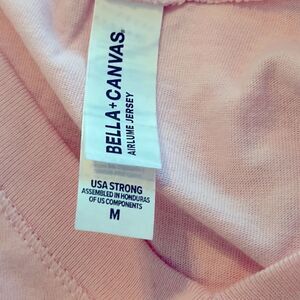 BELLA+CANVAS.
AIRLUME JERSEY
USA STRONG
ASSEMBLED IN HONDURAS
OF US COMPONENTS
M